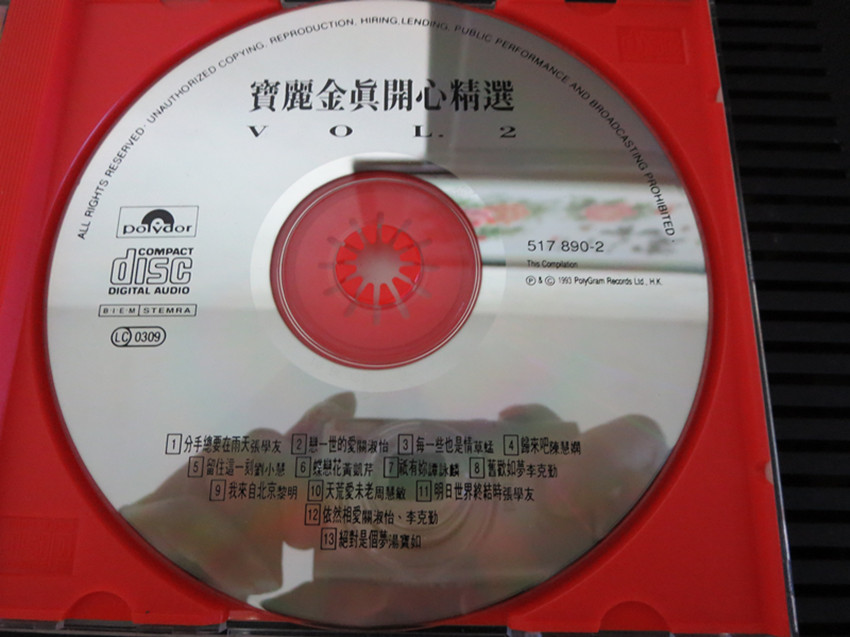 ALL RIGHTS RESERVED · UNAUTHORIZED COPYING, REPRODUCTION, HIRING, LENDING, PUBLIC PERFORMANCE AND BROADCASTING PROHIBITED ·
寶麗金真開心精選
VOL. 2
polydor
COMPACT
disc
DIGITAL AUDIO
BIEM STEMRA
LC 0309
517 890-2
This Compilation
℗ & © 1993 PolyGram Records Ltd., H.K.
1 分手總要在雨天張學友 2 戀一世的愛關淑怡 3 每一些也是情草蜢 4 歸來吧陳慧嫻
5 留住這一刻劉小慧 6 蝶戀花黃凱芹 7 祇有妳譚詠麟 8 舊歡如夢李克勤
9 我來自北京黎明 10 天荒愛未老周慧敏 11 明日世界終結時張學友
12 依然相愛關淑怡、李克勤
13 絕對是個夢湯寶如